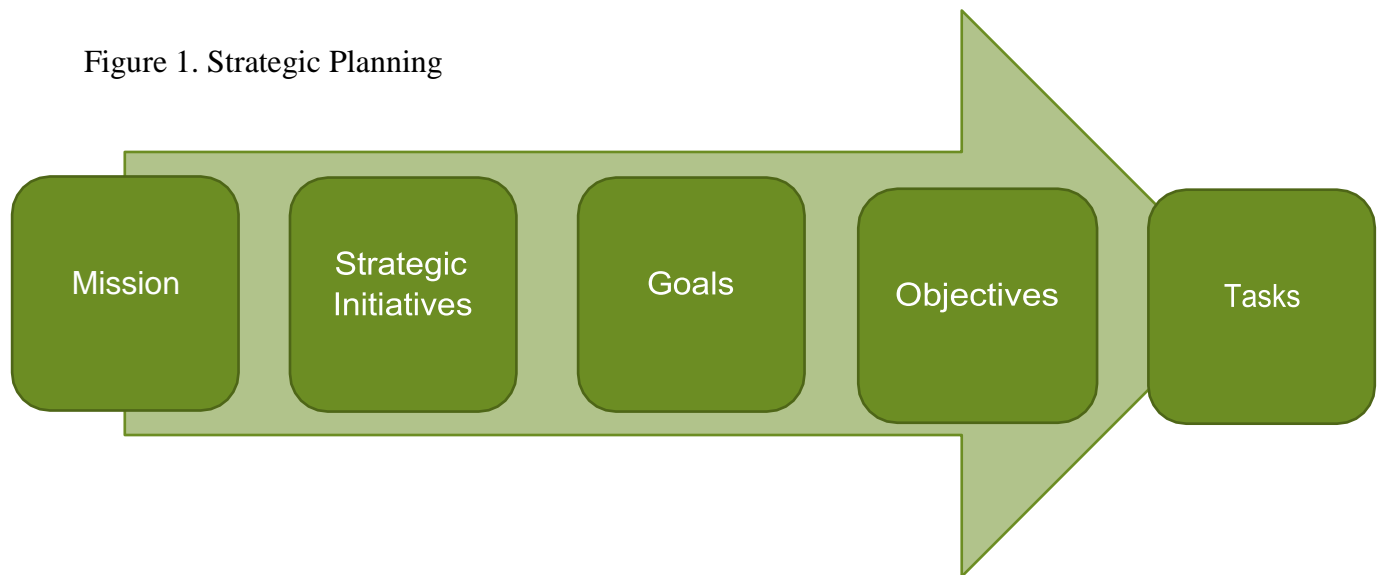 Figure 1. Strategic Planning
Mission
Strategic
Initiatives
Goals
Objectives
Tasks